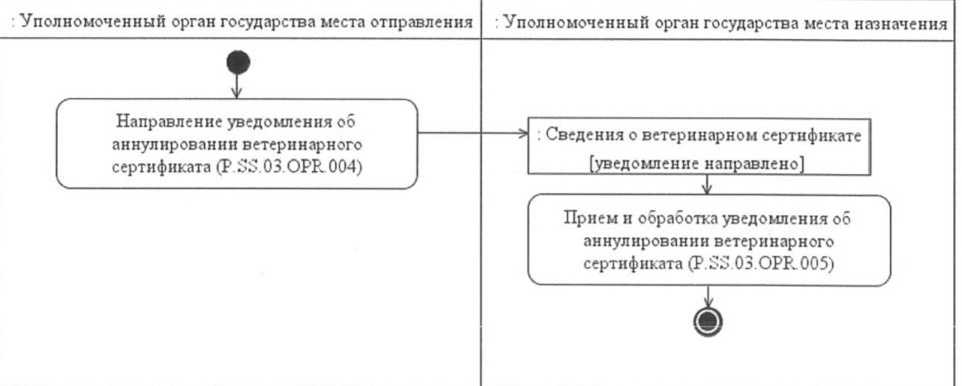 : Уполномоченный орган государства места отправления
: Уполномоченный орган государства места назначения
Направление уведомления об
аннулировании ветеринарного
сертификата (P.SS.03.OPR.004)
: Сведения о ветеринарном сертификате
[уведомление направлено]
Прием и обработка уведомления об
аннулировании ветеринарного
сертификата (P.SS.03.OPR.005)